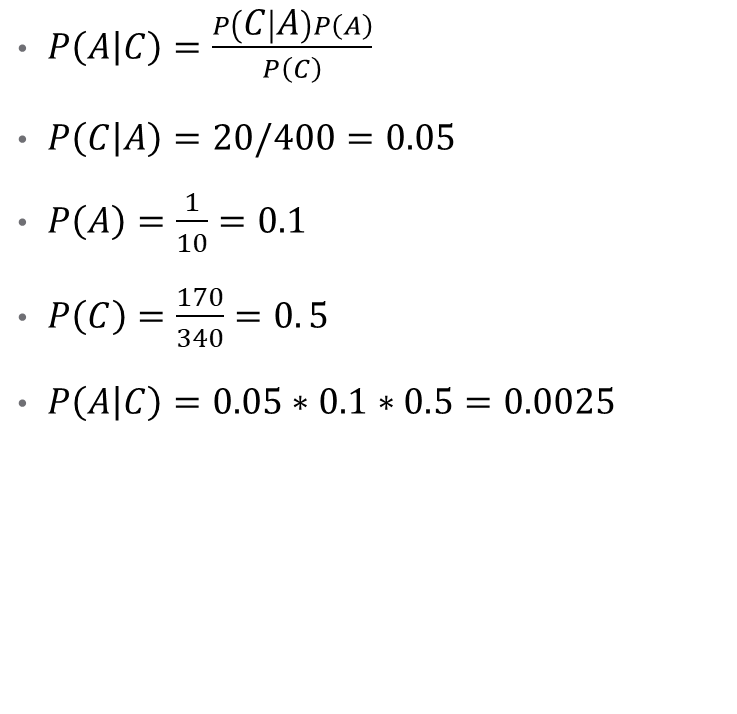 • P(A|C) = P(C|A)P(A) / P(C)
• P(C|A) = 20/400 = 0.05
• P(A) = 1/10 = 0.1
• P(C) = 170/340 = 0.5
• P(A|C) = 0.05 * 0.1 * 0.5 = 0.0025